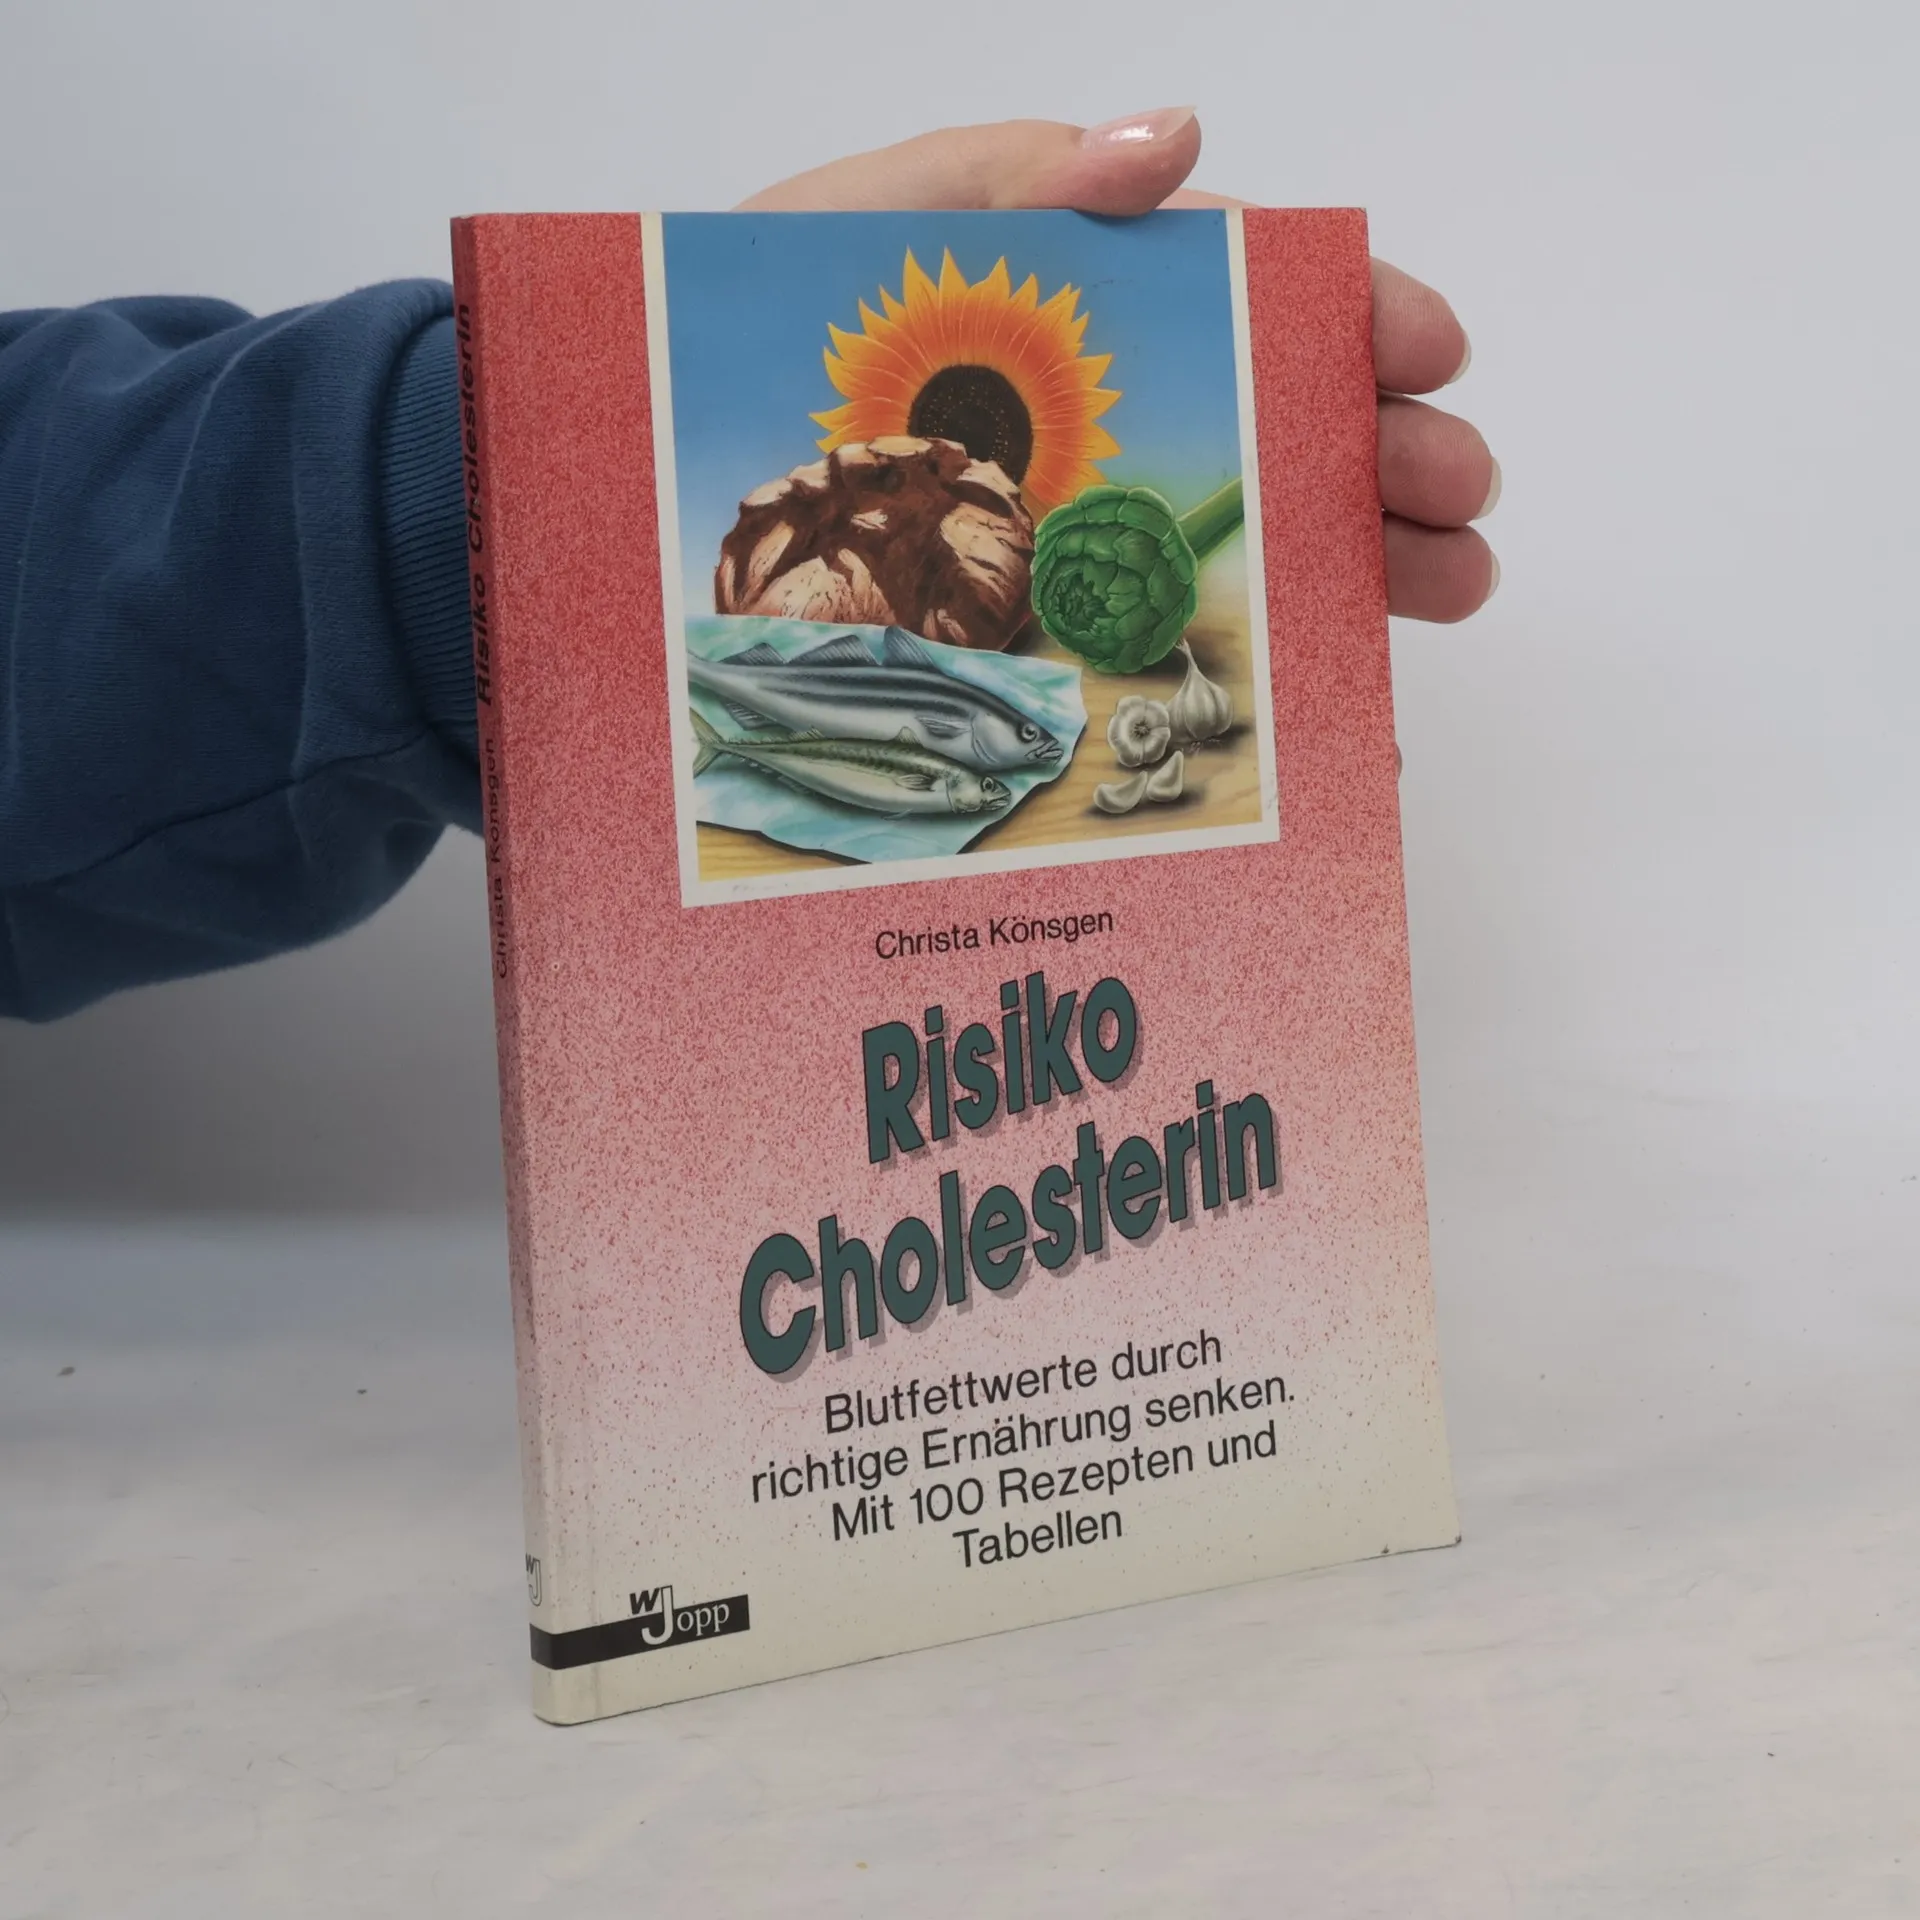 Christa Könsgen
Risiko
Cholesterin
Blutfettwerte durch
richtige Ernährung senken.
Mit 100 Rezepten und
Tabellen
WJopp
Christa Könsgen Risiko Cholesterin
WJ